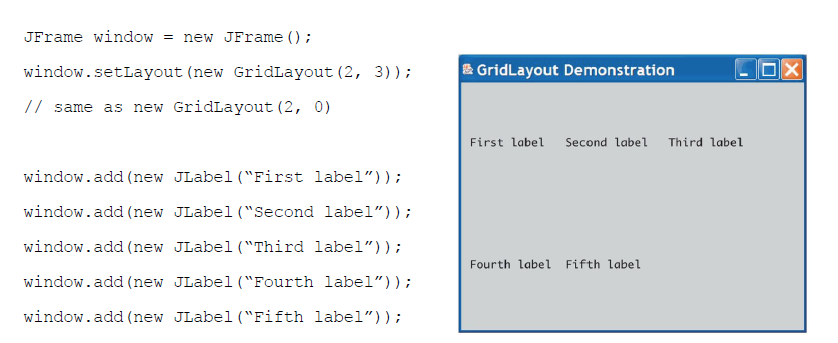 JFrame window = new JFrame();
window.setLayout(new GridLayout(2, 3));
// same as new GridLayout(2, 0)
window.add(new JLabel(“First label”));
window.add(new JLabel(“Second label”));
window.add(new JLabel(“Third label”));
window.add(new JLabel(“Fourth label”));
window.add(new JLabel(“Fifth label”));
GridLayout Demonstration
First label Second label Third label
Fourth label Fifth label